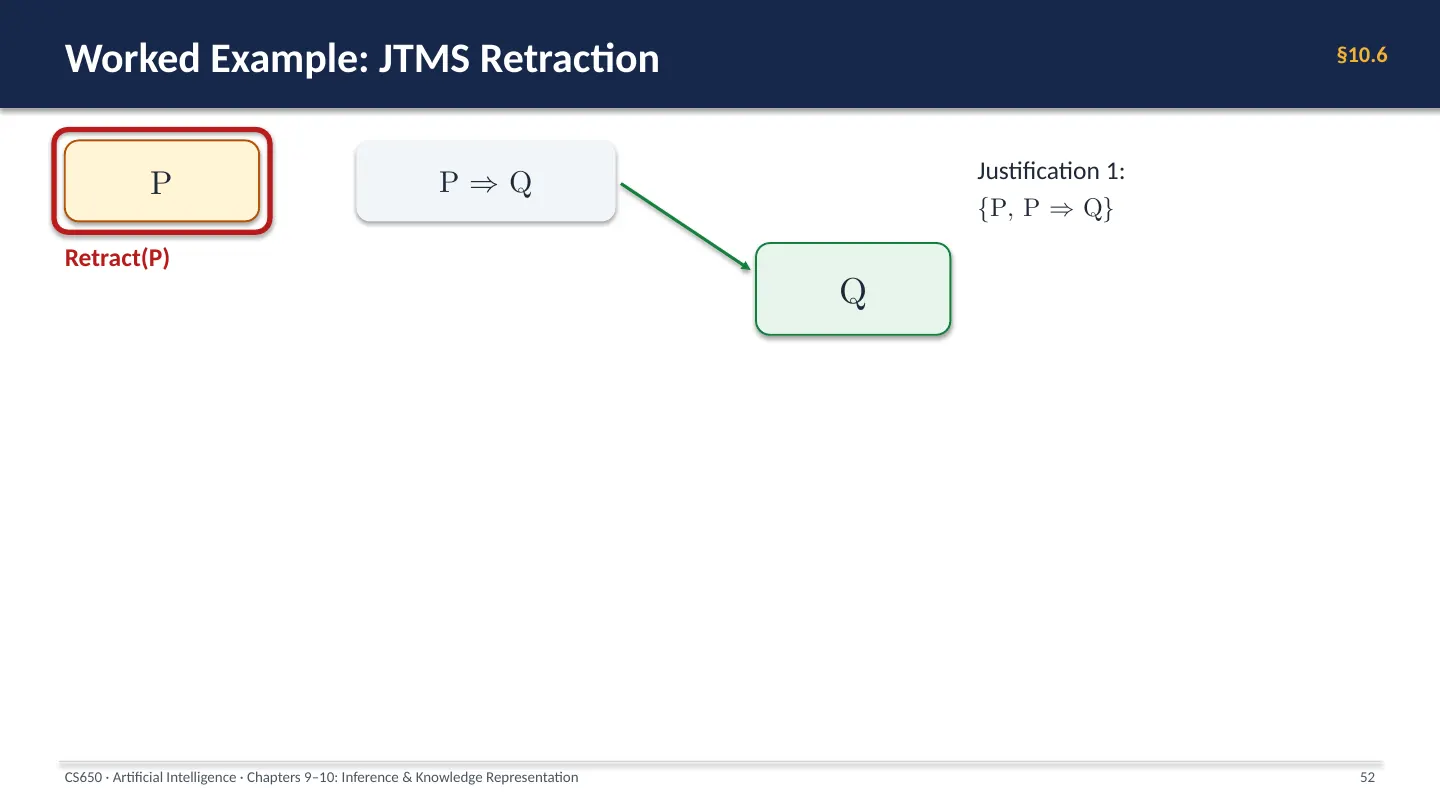 Worked Example: JTMS Retraction
§10.6
P
P ⇒ Q
Justification 1:
{P, P ⇒ Q}
Retract(P)
Q
CS650 · Artificial Intelligence · Chapters 9–10: Inference & Knowledge Representation
52